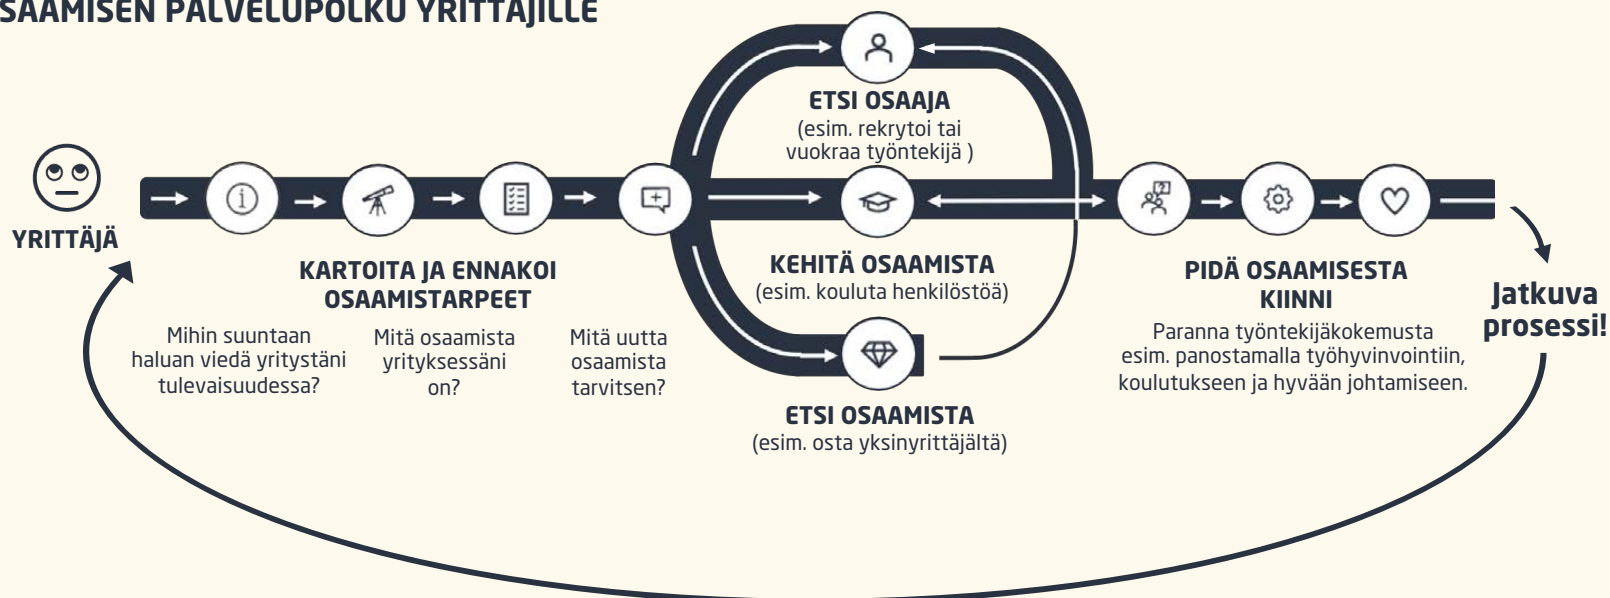 SAAMISEN PALVELUPOLKU YRITTÄJILLE
YRITTÄJÄ
KARTOITA JA ENNAKOI
OSAAMISTARPEET
Mihin suuntaan
haluan viedä yritystäni
tulevaisuudessa?
Mitä osaamista
yrityksessäni
on?
Mitä uutta
osaamista
tarvitsen?
ETSI OSAAJA
(esim. rekrytoi tai
vuokraa työntekijä )
KEHITÄ OSAAMISTA
(esim. kouluta henkilöstöä)
ETSI OSAAMISTA
(esim. osta yksinyrittäjältä)
PIDÄ OSAAMISESTA
KIINNI
Paranna työntekijäkokemusta
esim. panostamalla työhyvinvointiin,
koulutukseen ja hyvään johtamiseen.
Jatkuva
prosessi!